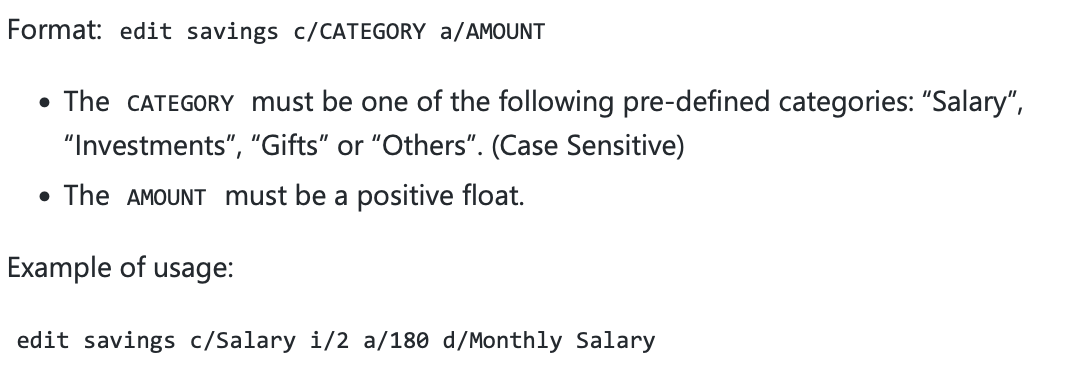 Format: edit savings c/CATEGORY a/AMOUNT
• The CATEGORY must be one of the following pre-defined categories: “Salary”,
“Investments”, “Gifts” or “Others”. (Case Sensitive)
• The AMOUNT must be a positive float.
Example of usage:
edit savings c/Salary i/2 a/180 d/Monthly Salary